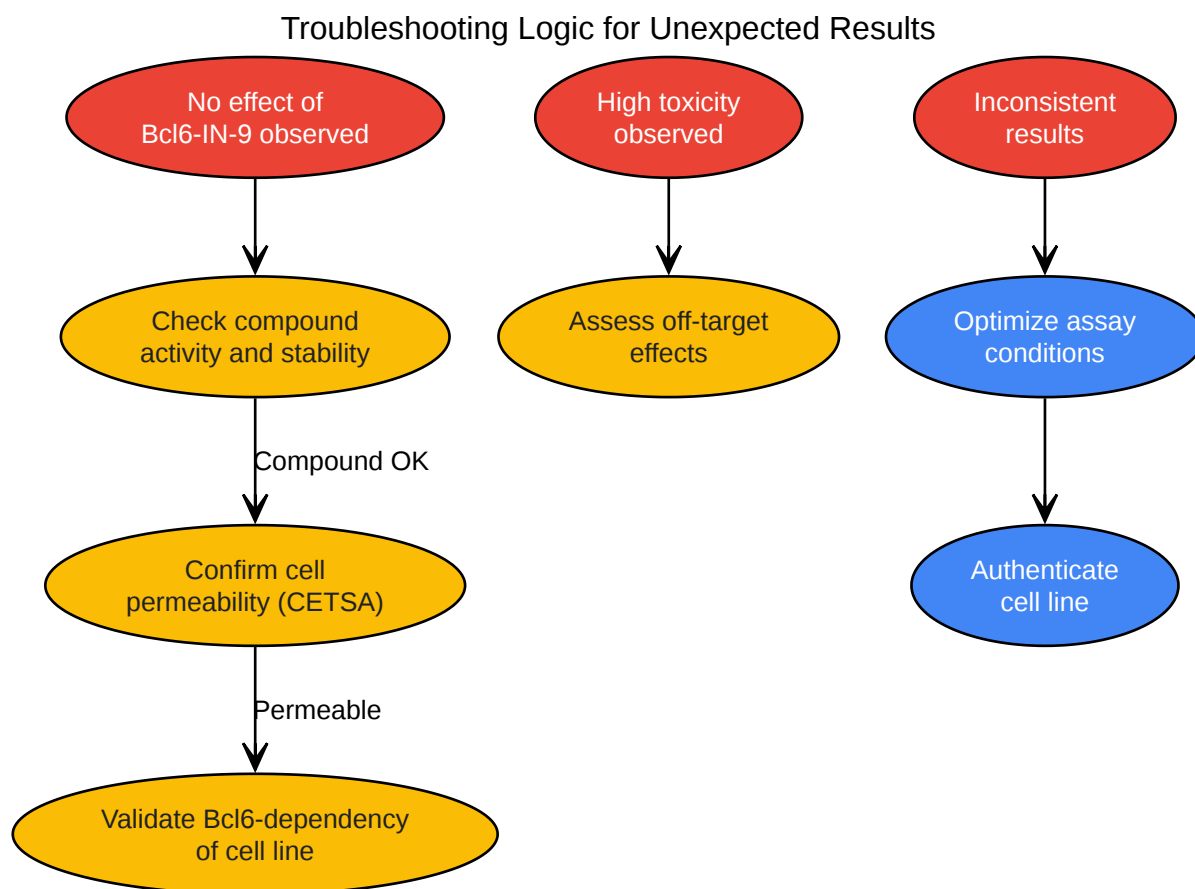 Troubleshooting Logic for Unexpected Results
No effect of
Bcl6-IN-9 observed
High toxicity
observed
Inconsistent
results
Check compound
activity and stability
Assess off-target
effects
Optimize assay
conditions
Compound OK
Confirm cell
permeability (CETSA)
Authenticate
cell line
Permeable
Validate Bcl6-dependency
of cell line